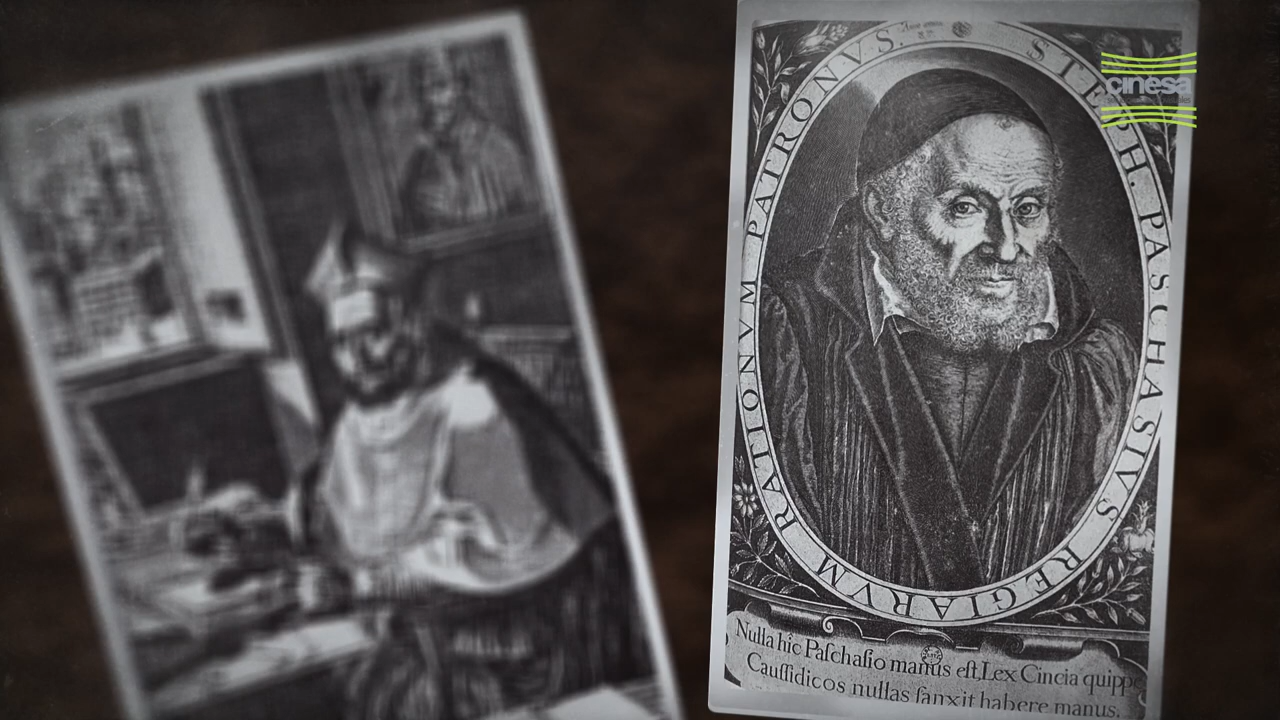 cinesa
STEPH. PASCHASIVS REGIARVM RATIONVM PATRONVS.
Nulla hic Paſchaſio manus eſt, Lex Cincia quippe
Cauſſidicos nullas ſanxit habere manus.